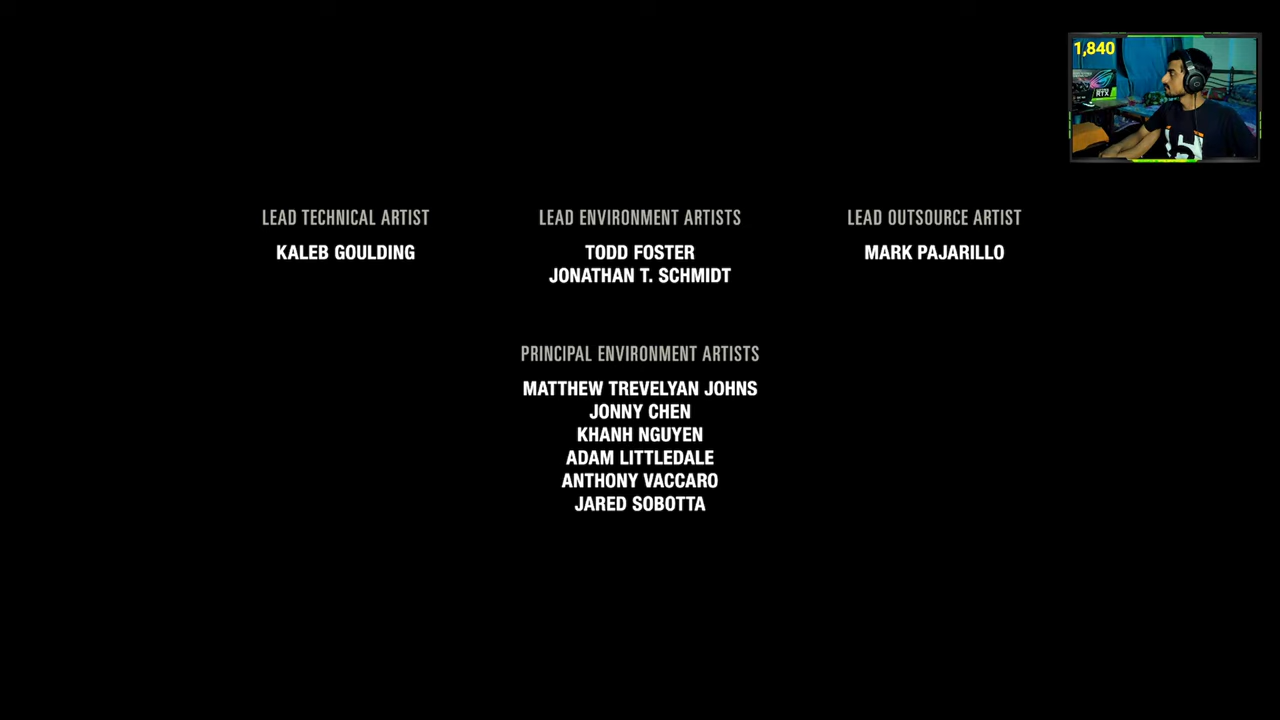 1,840
LEAD TECHNICAL ARTIST
KALEB GOULDING
LEAD ENVIRONMENT ARTISTS
TODD FOSTER
JONATHAN T. SCHMIDT
LEAD OUTSOURCE ARTIST
MARK PAJARILLO
PRINCIPAL ENVIRONMENT ARTISTS
MATTHEW TREVELYAN JOHNS
JONNY CHEN
KHANH NGUYEN
ADAM LITTLEDALE
ANTHONY VACCARO
JARED SOBOTTA
RTX